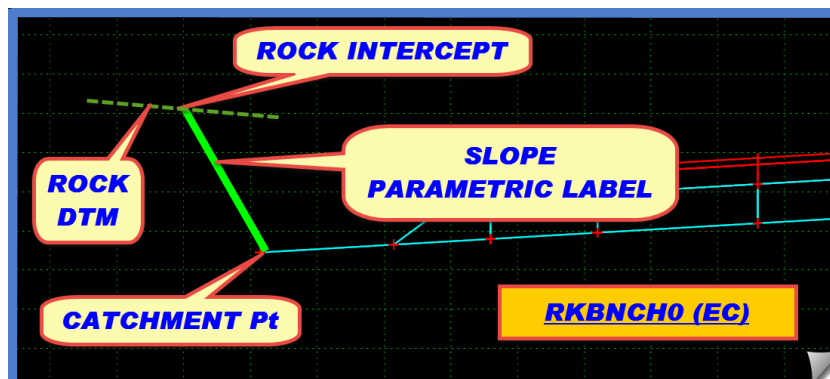 ROCK INTERCEPT
SLOPE
PARAMETRIC LABEL
ROCK
DTM
CATCHMENT Pt
RKBNCH0 (EC)